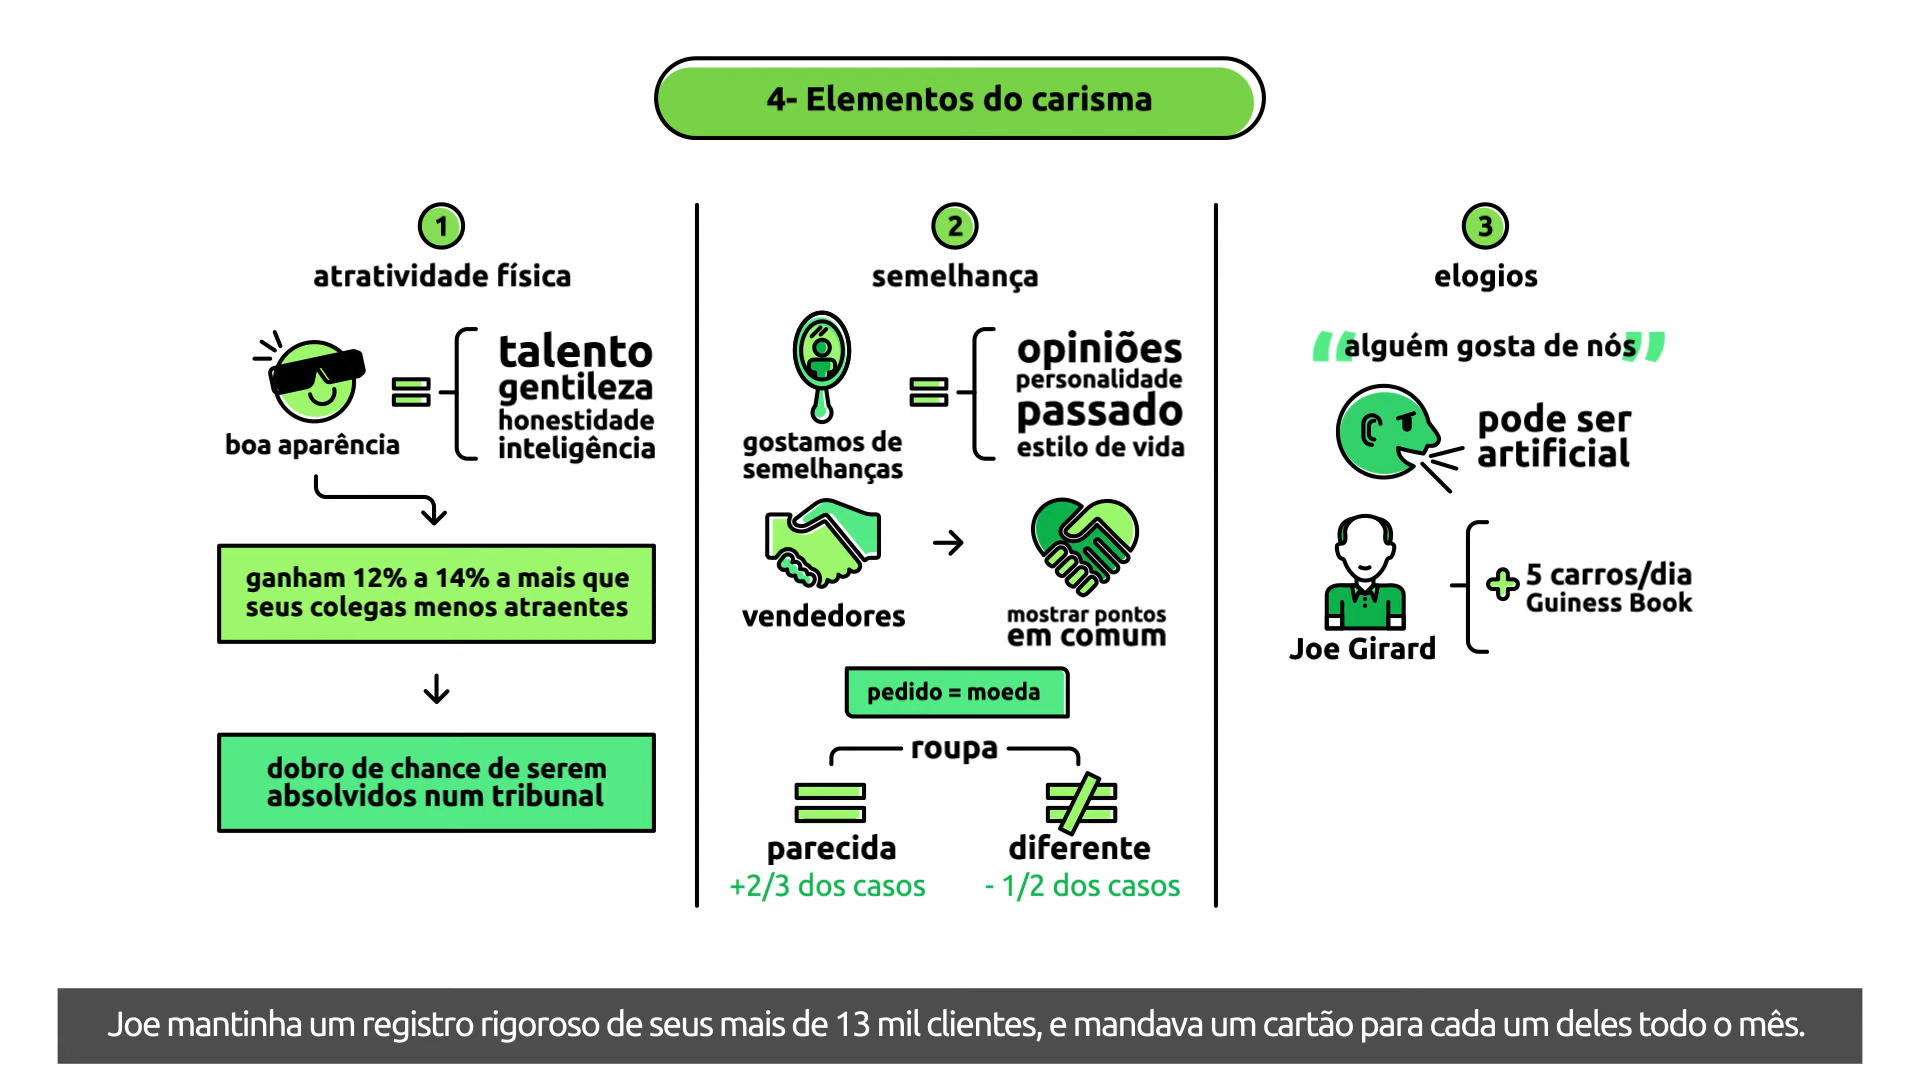 4- Elementos do carisma
1
atratividade física
boa aparência
talento
gentileza
honestidade
inteligência
ganham 12% a 14% a mais que
seus colegas menos atraentes
dobro de chance de serem
absolvidos num tribunal
2
semelhança
gostamos de
semelhanças
opiniões
personalidade
passado
estilo de vida
vendedores
mostrar pontos
em comum
pedido = moeda
roupa
parecida
+2/3 dos casos
diferente
- 1/2 dos casos
3
elogios
“alguém gosta de nós”
pode ser
artificial
Joe Girard
5 carros/dia
Guiness Book
Joe mantinha um registro rigoroso de seus mais de 13 mil clientes, e mandava um cartão para cada um deles todo o mês.